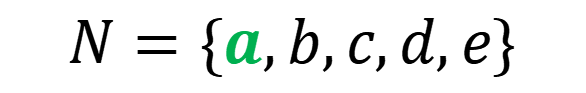 N = {a, b, c, d, e}